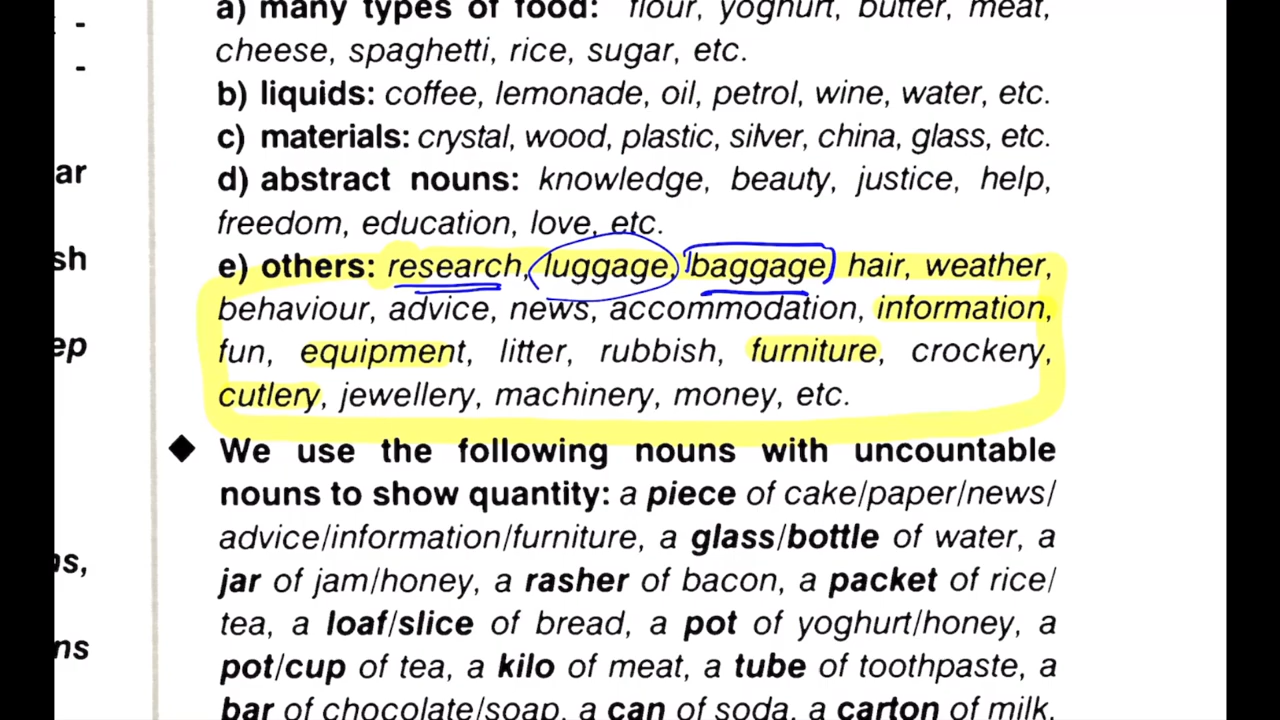 a) many types of food: flour, yoghurt, butter, meat,
cheese, spaghetti, rice, sugar, etc.
b) liquids: coffee, lemonade, oil, petrol, wine, water, etc.
c) materials: crystal, wood, plastic, silver, china, glass, etc.
d) abstract nouns: knowledge, beauty, justice, help,
freedom, education, love, etc.
e) others: research, luggage, baggage, hair, weather,
behaviour, advice, news, accommodation, information,
fun, equipment, litter, rubbish, furniture, crockery,
cutlery, jewellery, machinery, money, etc.
◆ We use the following nouns with uncountable
nouns to show quantity: a piece of cake/paper/news/
advice/information/furniture, a glass/bottle of water, a
jar of jam/honey, a rasher of bacon, a packet of rice/
tea, a loaf/slice of bread, a pot of yoghurt/honey, a
pot/cup of tea, a kilo of meat, a tube of toothpaste, a
bar of chocolate/soap, a can of soda, a carton of milk,